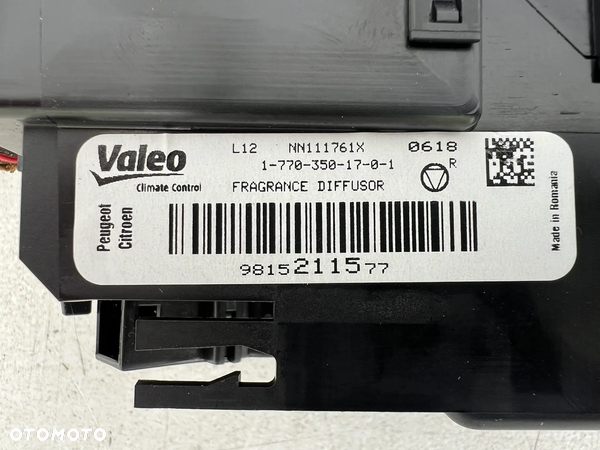 Valeo
Climate Control
L12 NN111761X 0618
1-770-350-17-0-1 R
FRAGRANCE DIFFUSOR
Peugeot
Citroen
9815211577
Made in Romania
OTOMOTO